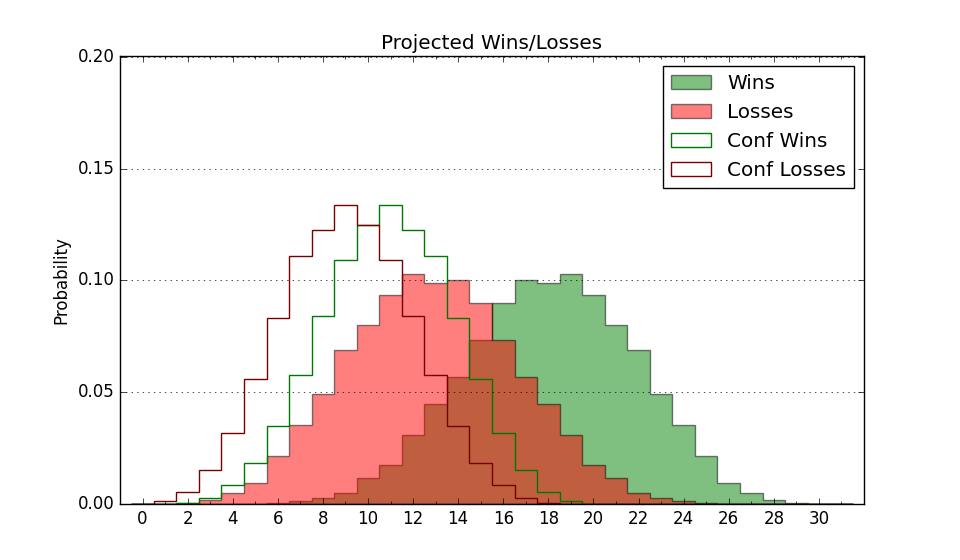 Projected Wins/Losses
0.20
0.15
0.10
0.05
0.00
Probability
Wins
Losses
Conf Wins
Conf Losses
0 2 4 6 8 10 12 14 16 18 20 22 24 26 28 30